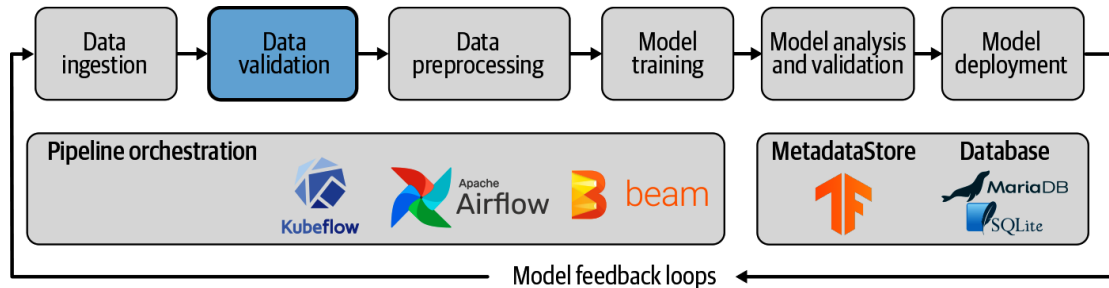 Data
ingestion
Data
validation
Data
preprocessing
Model
training
Model analysis
and validation
Model
deployment
Pipeline orchestration
Kubeflow
Apache
Airflow
beam
MetadataStore
Database
MariaDB
SQLite
Model feedback loops